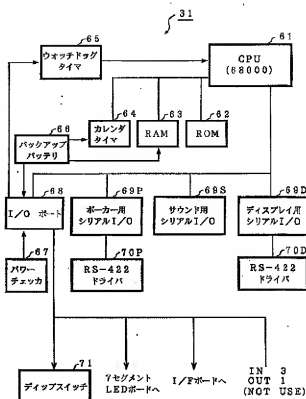 31
65
ウォッチドッグ
タイマ
61
CPU
(68000)
64
カレンダ
タイマ
63
RAM
62
ROM
66
バックアップ
バッテリ
68
I/O ポート
69P
ポーカー用
シリアルI/O
69S
サウンド用
シリアルI/O
69D
ディスプレイ用
シリアルI/O
67
パワー
チェッカ
70P
RS-422
ドライバ
70D
RS-422
ドライバ
71
ディップスイッチ
7セグメント
LEDボードへ
I/Fボードへ
IN 3
OUT 1
(NOT USE)